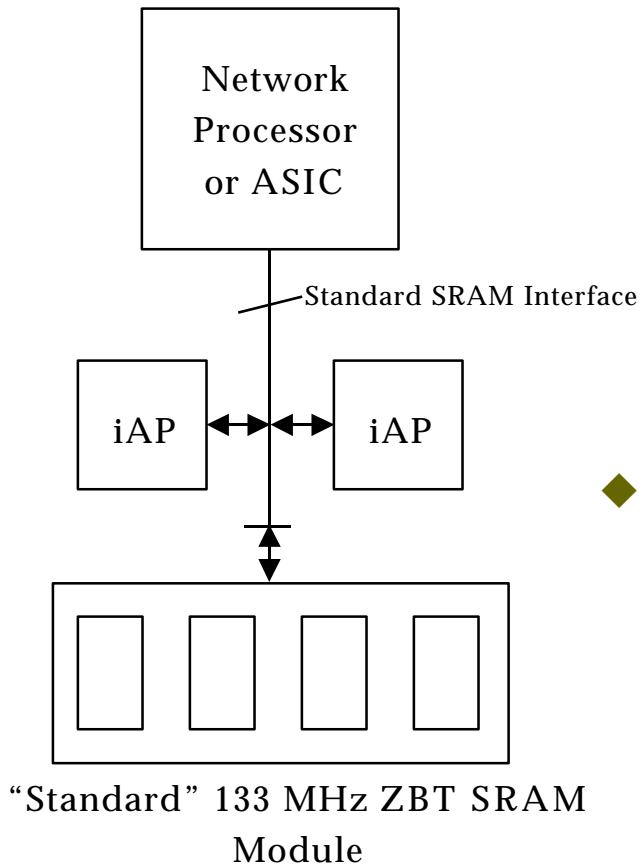 Network
Processor
or ASIC
Standard SRAM Interface
iAP
iAP
“Standard” 133 MHz ZBT SRAM
Module